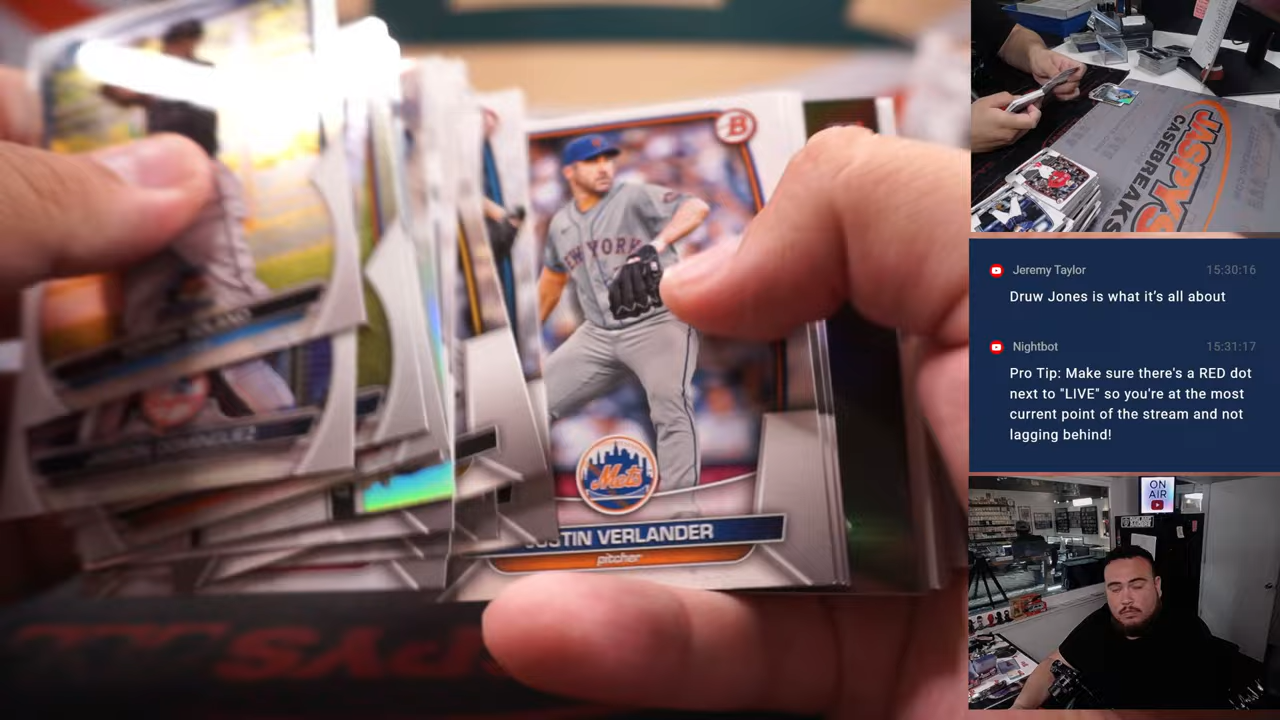 B
NEW YORK
Mets
JUSTIN VERLANDER
pitcher
JASPY'S
CASEBREAKS
Jeremy Taylor
15:30:16
Druw Jones is what it's all about
Nightbot
15:31:17
Pro Tip: Make sure there's a RED dot
next to "LIVE" so you're at the most
current point of the stream and not
lagging behind!
ON
AIR